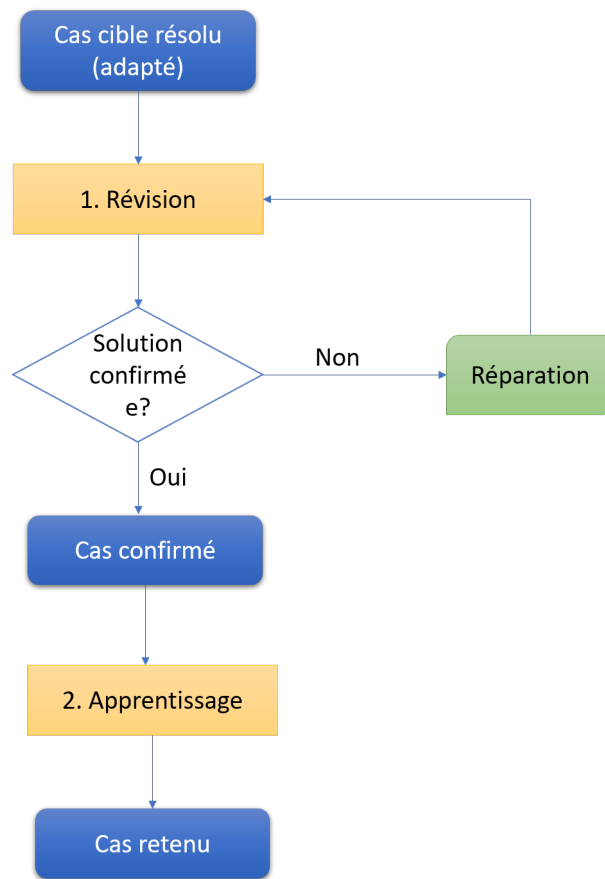 Cas cible résolu
(adapté)
1. Révision
Solution
confirmé
e?
Non
Réparation
Oui
Cas confirmé
2. Apprentissage
Cas retenu